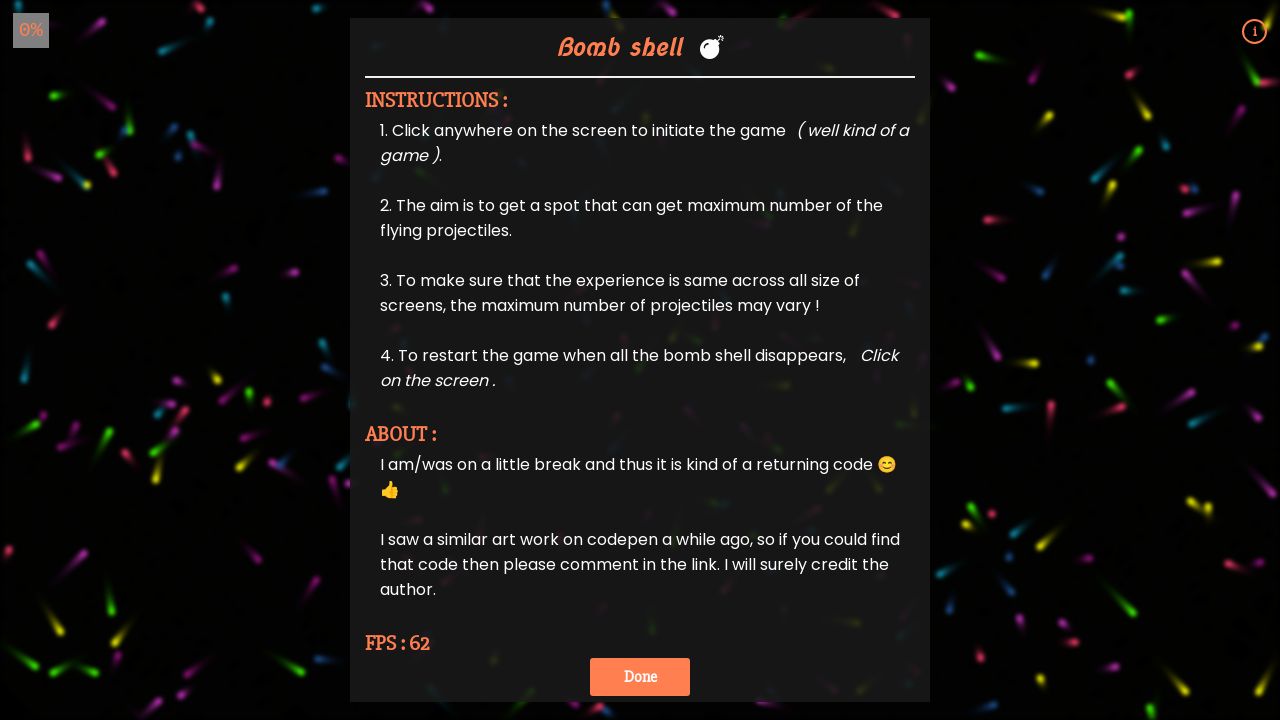 0%
i
Bomb shell
INSTRUCTIONS :
1. Click anywhere on the screen to initiate the game ( well kind of a
game ).
2. The aim is to get a spot that can get maximum number of the
flying projectiles.
3. To make sure that the experience is same across all size of
screens, the maximum number of projectiles may vary !
4. To restart the game when all the bomb shell disappears, Click
on the screen .
ABOUT :
I am/was on a little break and thus it is kind of a returning code 😊
👍
I saw a similar art work on codepen a while ago, so if you could find
that code then please comment in the link. I will surely credit the
author.
FPS : 62
Done